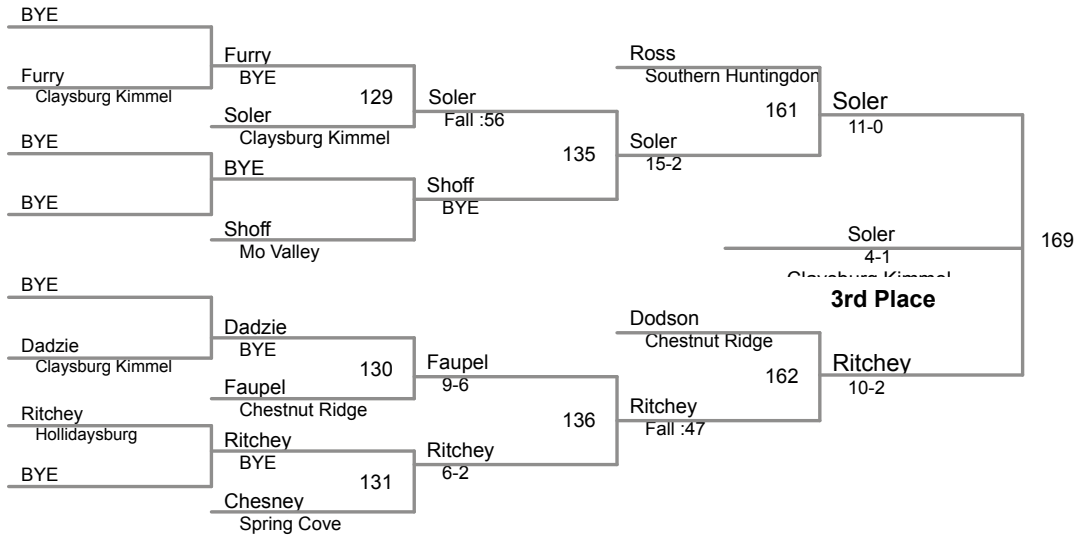 BYE
Furry
Claysburg Kimmel
BYE
BYE
BYE
Dadzie
Claysburg Kimmel
Ritchey
Hollidaysburg
BYE
Furry
BYE
129
Soler
Claysburg Kimmel
BYE
Shoff
Mo Valley
Dadzie
BYE
130
Faupel
Chestnut Ridge
Ritchey
BYE
131
Chesney
Spring Cove
Soler
Fall :56
135
Shoff
BYE
Faupel
9-6
136
Ritchey
6-2
Ross
Southern Huntingdon
161
Soler
15-2
Dodson
Chestnut Ridge
162
Ritchey
Fall :47
Soler
11-0
Soler
4-1
Claysburg Kimmel
3rd Place
169
Ritchey
10-2